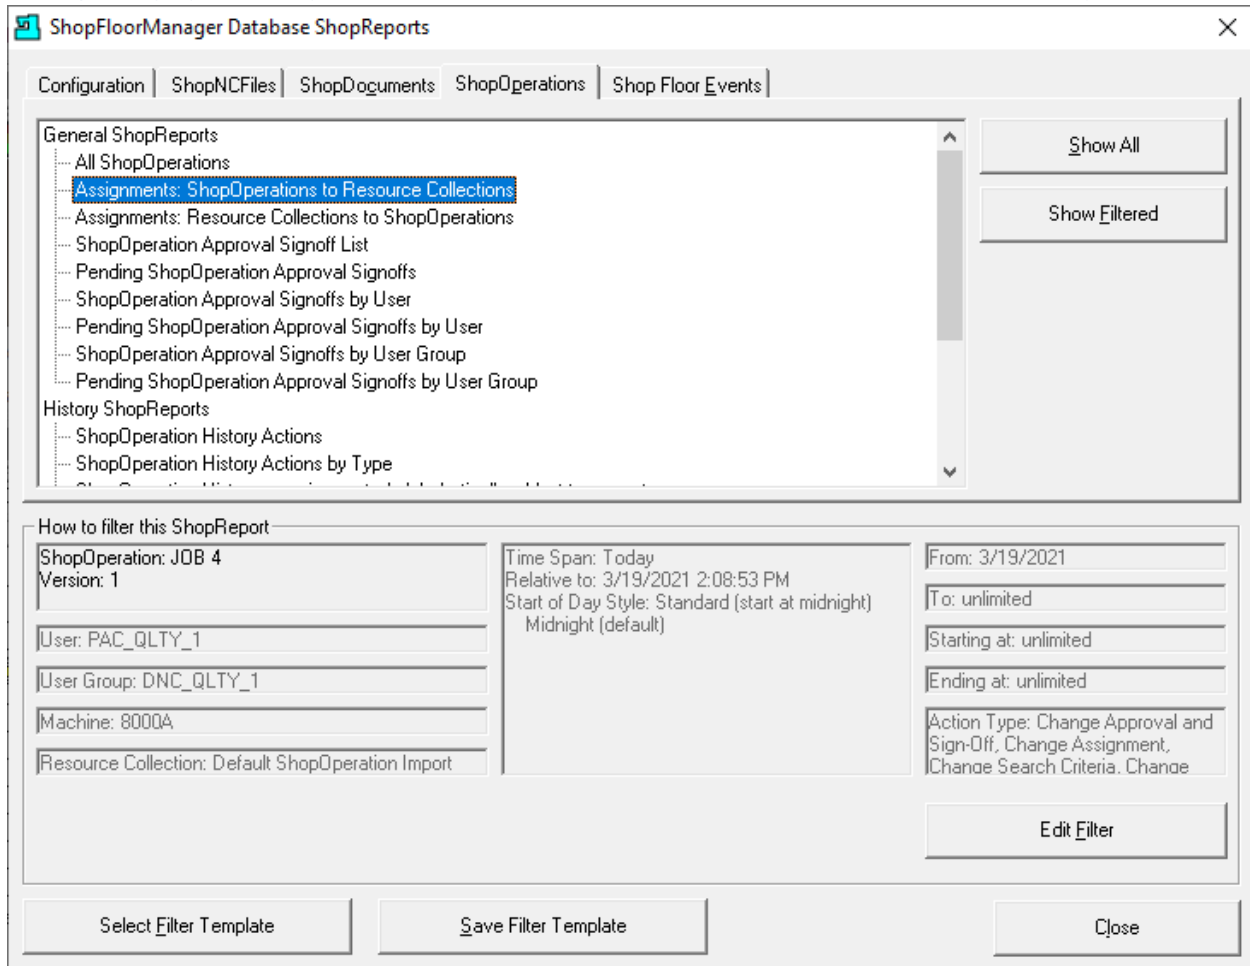 ShopFloorManager Database ShopReports
Configuration
ShopNCFiles
ShopDocuments
ShopOperations
Shop Floor Events
General ShopReports
All ShopOperations
Assignments: ShopOperations to Resource Collections
Assignments: Resource Collections to ShopOperations
ShopOperation Approval Signoff List
Pending ShopOperation Approval Signoffs
ShopOperation Approval Signoffs by User
Pending ShopOperation Approval Signoffs by User
ShopOperation Approval Signoffs by User Group
Pending ShopOperation Approval Signoffs by User Group
History ShopReports
ShopOperation History Actions
ShopOperation History Actions by Type
Show All
Show Filtered
How to filter this ShopReport
ShopOperation: JOB 4
Version: 1
User: PAC_QLTY_1
User Group: DNC_QLTY_1
Machine: 8000A
Resource Collection: Default ShopOperation Import
Time Span: Today
Relative to: 3/19/2021 2:08:53 PM
Start of Day Style: Standard (start at midnight)
Midnight (default)
From: 3/19/2021
To: unlimited
Starting at: unlimited
Ending at: unlimited
Action Type: Change Approval and
Sign-Off, Change Assignment,
Change Search Criteria, Change
Edit Filter
Select Filter Template
Save Filter Template
Close